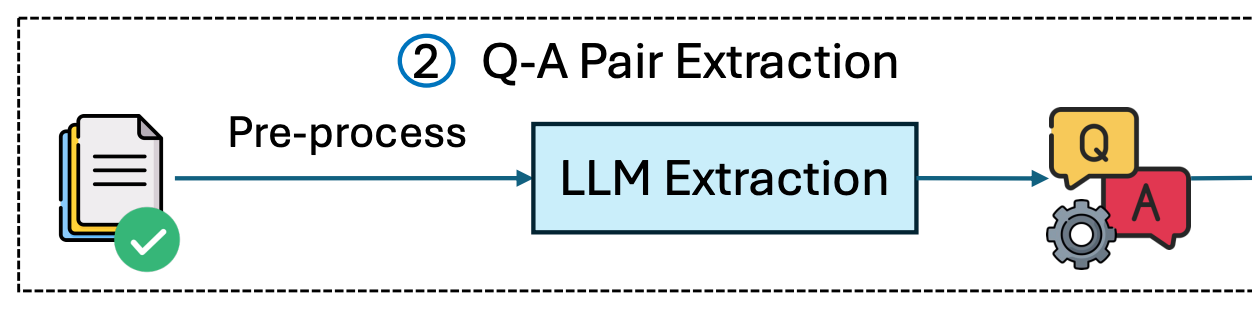 ② Q-A Pair Extraction
Pre-process
LLM Extraction
Q
A